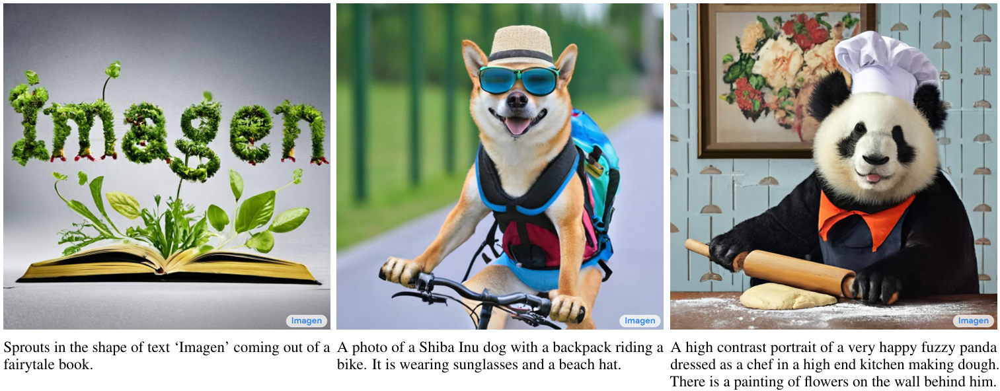 Imagen
Imagen
Imagen
Imagen
Sprouts in the shape of text ‘Imagen’ coming out of a
fairytale book.
A photo of a Shiba Inu dog with a backpack riding a
bike. It is wearing sunglasses and a beach hat.
A high contrast portrait of a very happy fuzzy panda
dressed as a chef in a high end kitchen making dough.
There is a painting of flowers on the wall behind him.